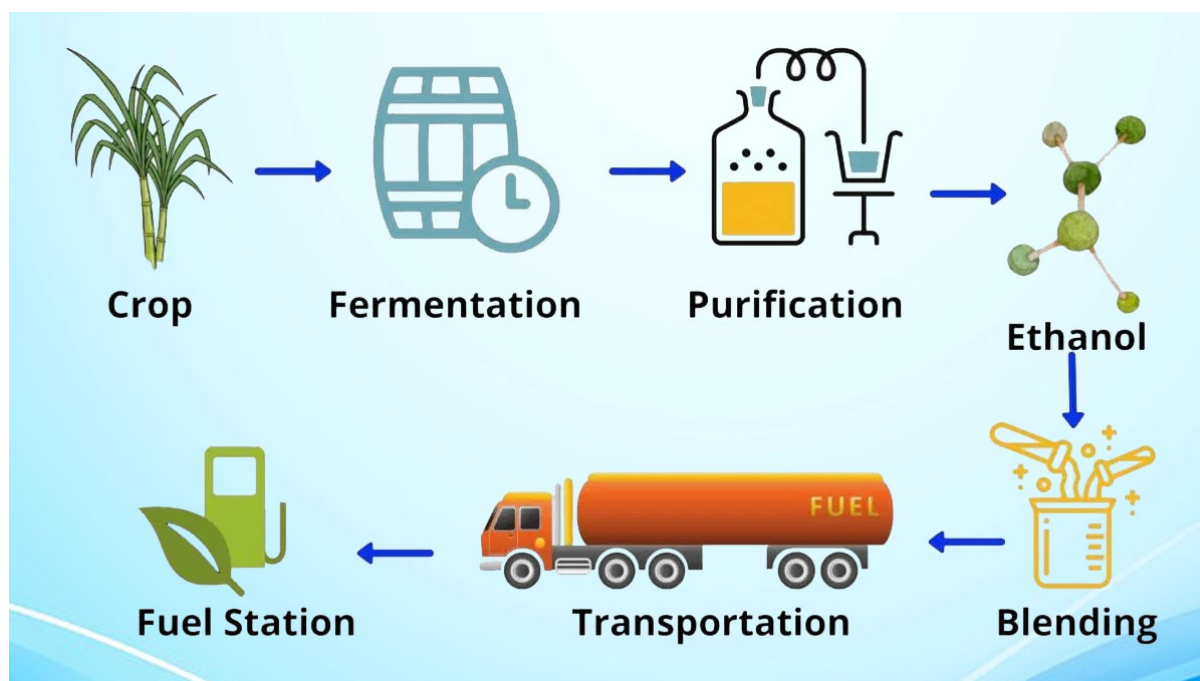 Crop
Fermentation
Purification
Ethanol
FUEL
Fuel Station
Transportation
Blending